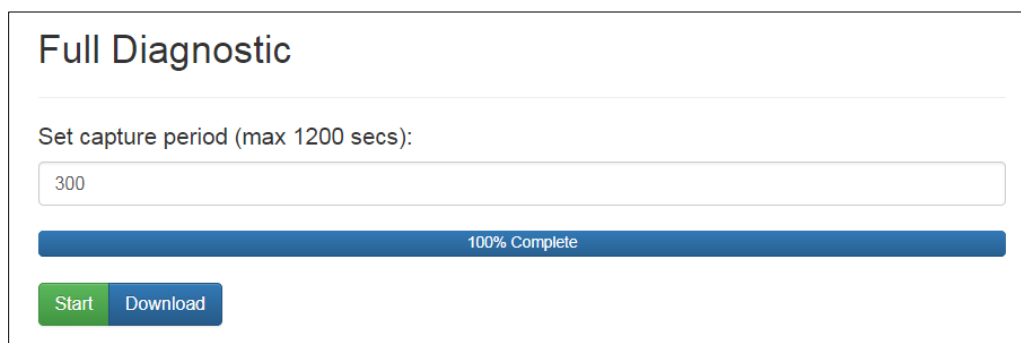 Full Diagnostic
Set capture period (max 1200 secs):
300
100% Complete
Start Download